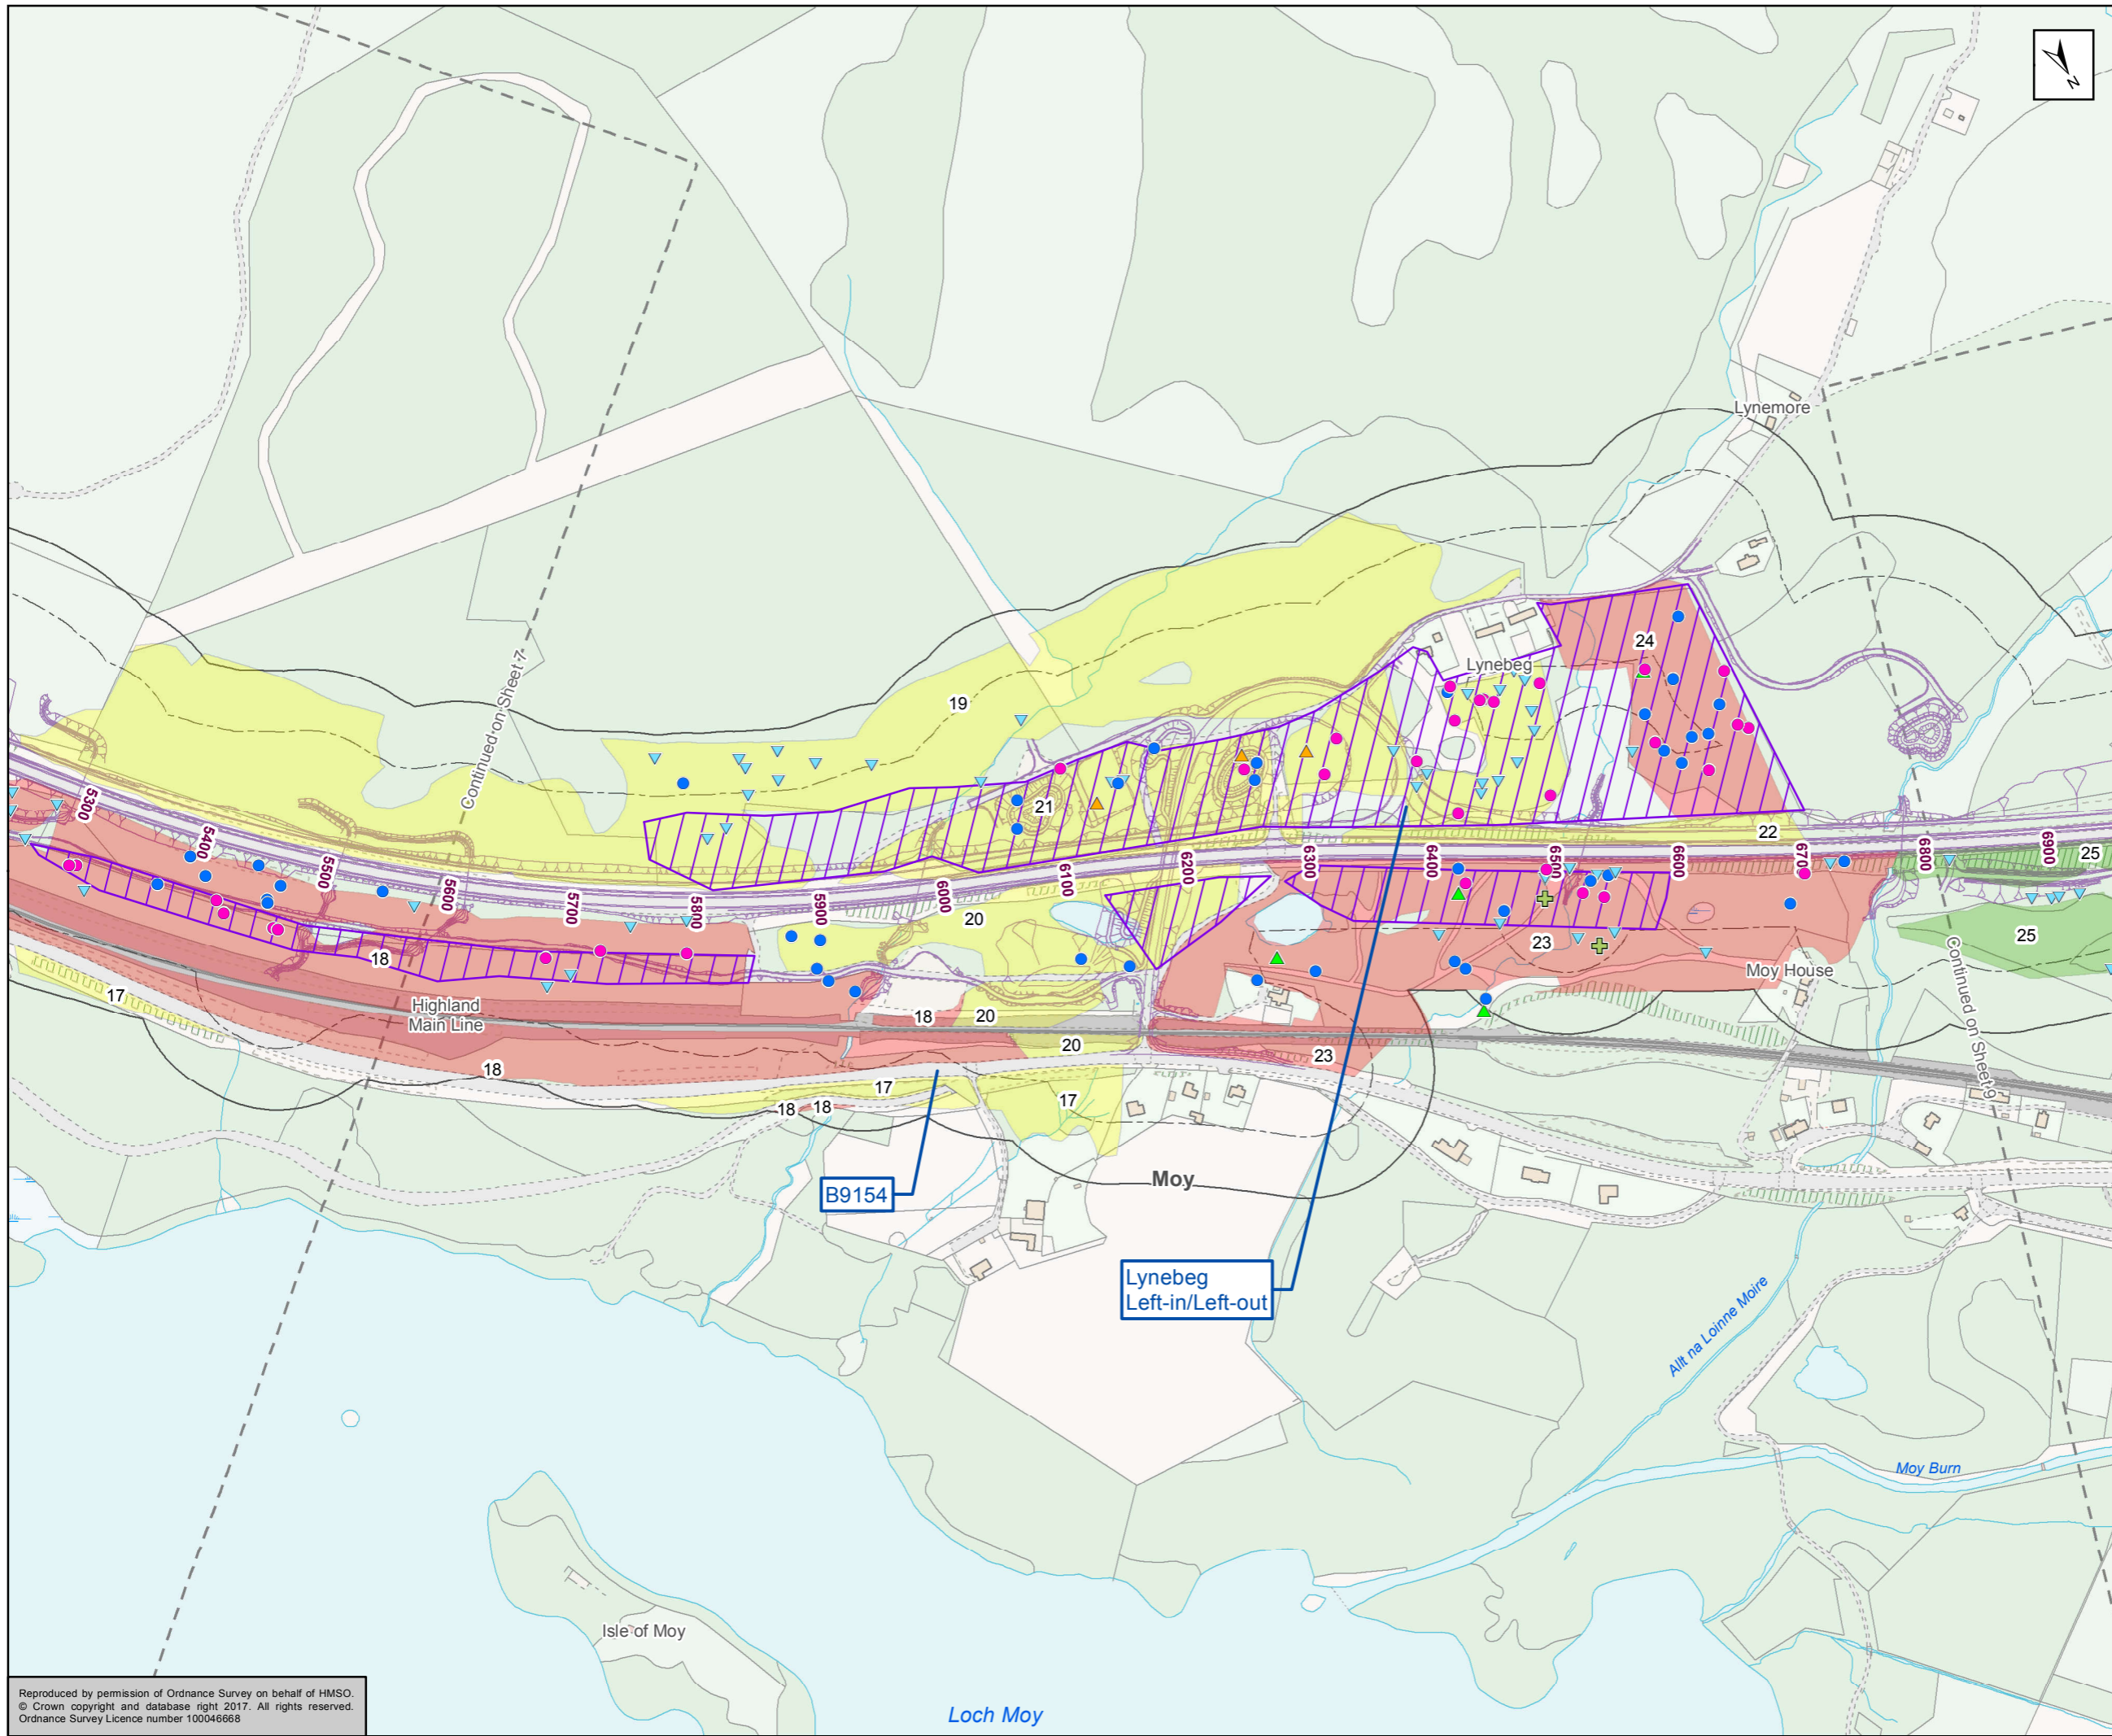 N
Lynemore
Continued on Sheet 7
19
24
Lynebeg
21
22
5300
5400
5500
5600
5700
5800
5900
6000
6100
6200
6300
6400
6500
6600
6700
6800
6900
25
20
18
23
25
Moy House
Continued on Sheet 9
17
Highland
Main Line
18
20
20
23
18
17
18
18
17
B9154
Moy
Lynebeg
Left-in/Left-out
Allt na Loinne Moire
Moy Burn
Isle of Moy
Loch Moy
Reproduced by permission of Ordnance Survey on behalf of HMSO.
© Crown copyright and database right 2017. All rights reserved.
Ordnance Survey Licence number 100046668